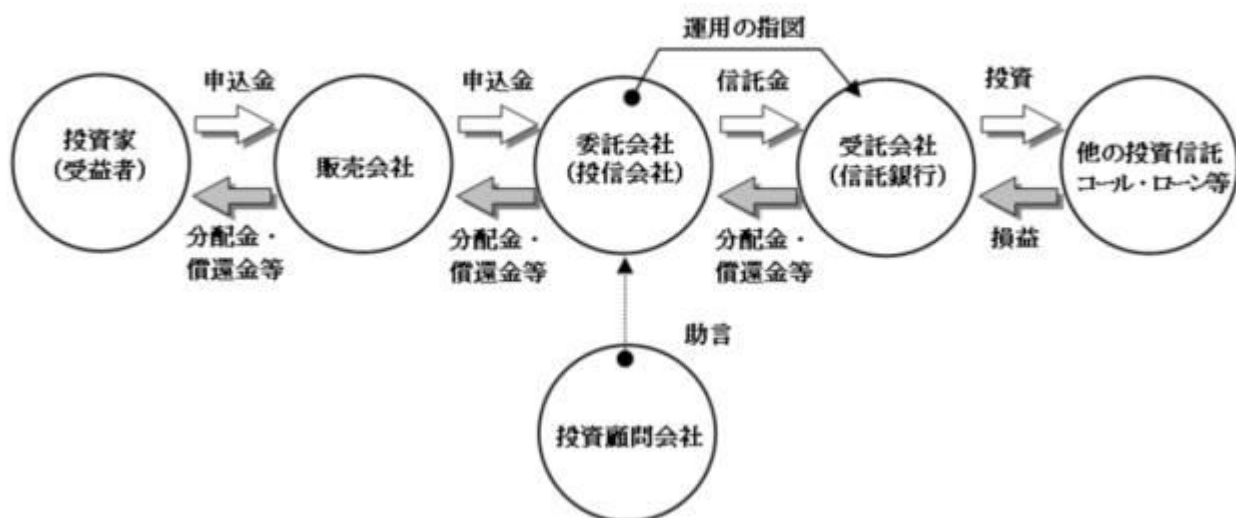 運用の指図
申込金
申込金
信託金
投資
投資家
(受益者)
販売会社
委託会社
(投信会社)
受託会社
(信託銀行)
他の投資信託
コール・ローン等
分配金・
償還金等
分配金・
償還金等
分配金・
償還金等
損益
助言
投資顧問会社